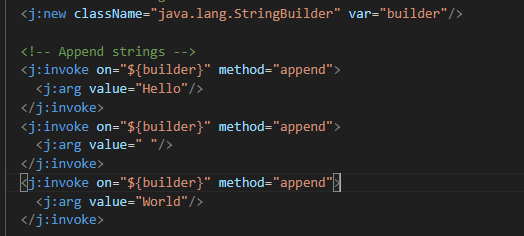 <j:new className="java.lang.StringBuilder" var="builder"/>
<!-- Append strings -->
<j:invoke on="${builder}" method="append">
<j:arg value="Hello"/>
</j:invoke>
<j:invoke on="${builder}" method="append">
<j:arg value=" "/>
</j:invoke>
<j:invoke on="${builder}" method="append">
<j:arg value="World"/>
</j:invoke>